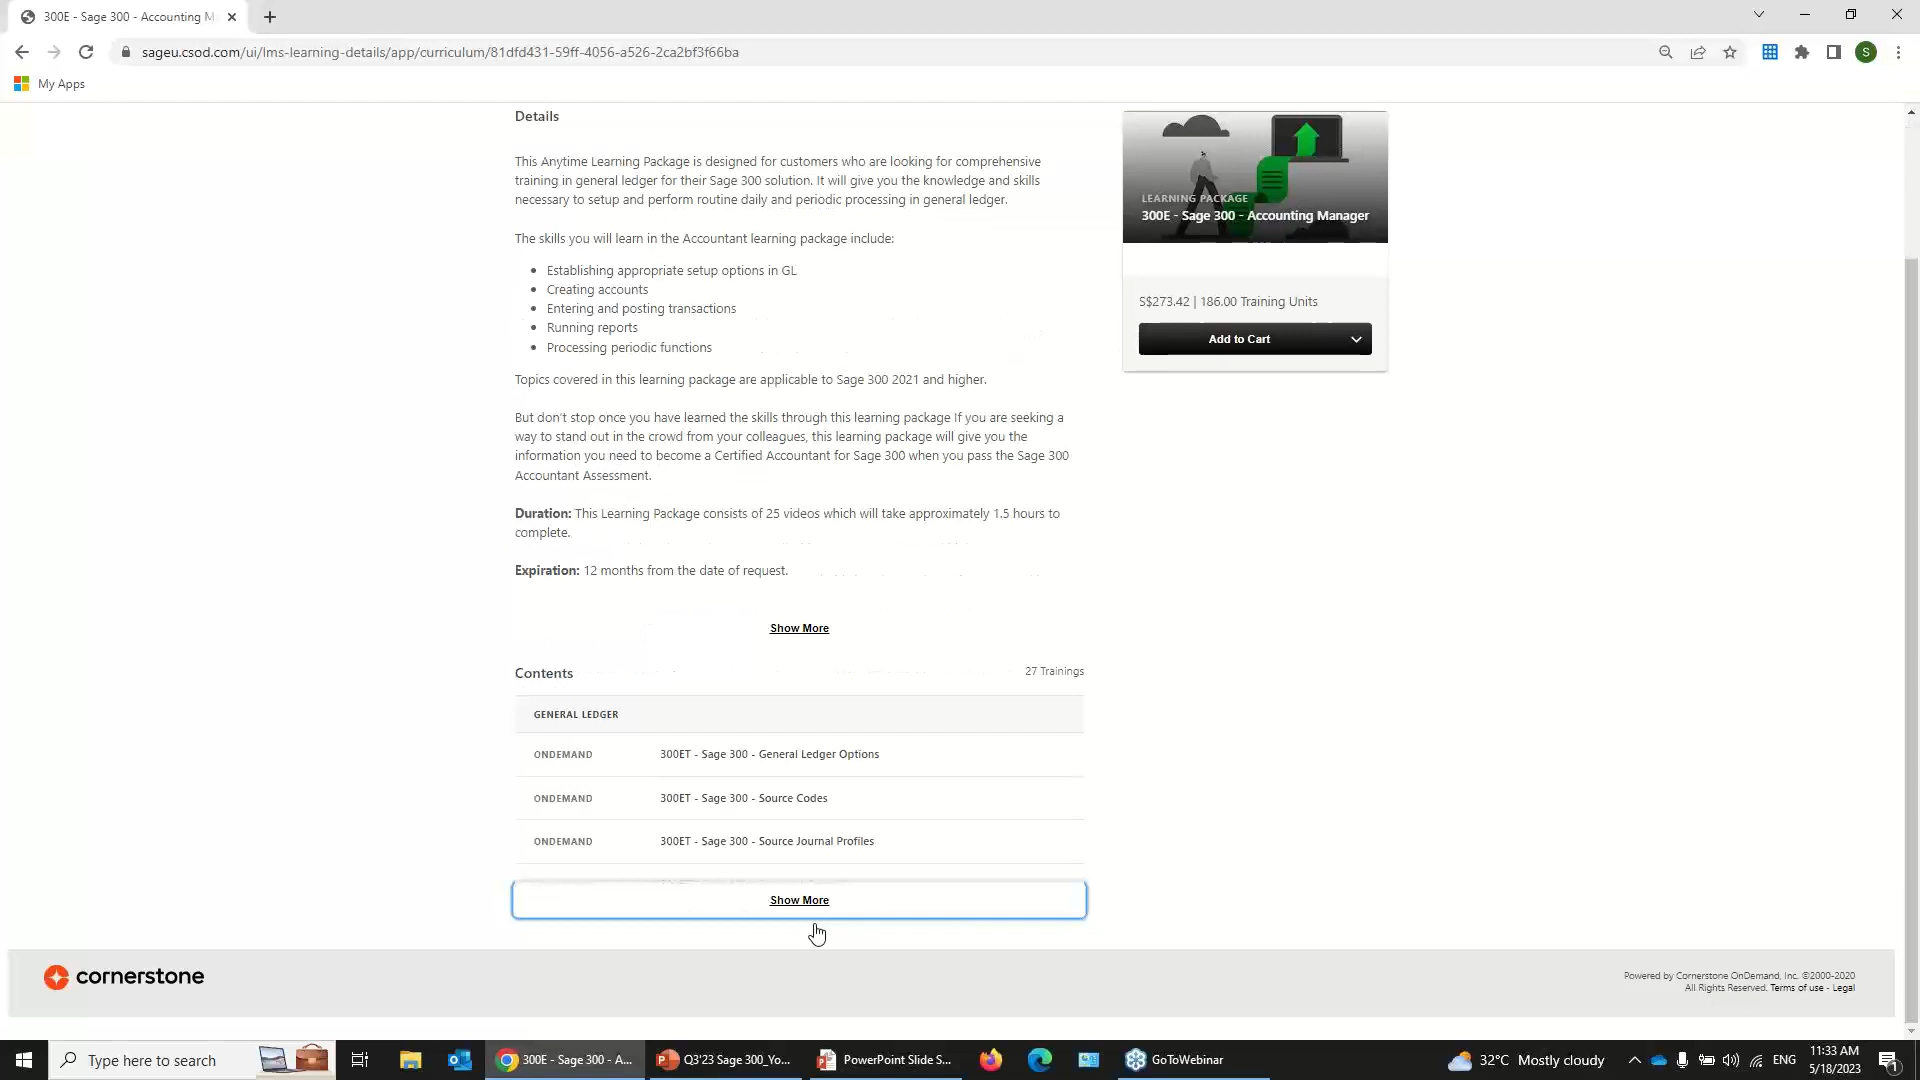 300E - Sage 300 - Accounting M
sageu.csod.com/ui/lms-learning-details/app/curriculum/81dfd431-59ff-4056-a526-2ca2bf3f66ba
S
My Apps
Details
This Anytime Learning Package is designed for customers who are looking for comprehensive
training in general ledger for their Sage 300 solution. It will give you the knowledge and skills
necessary to setup and perform routine daily and periodic processing in general ledger.
The skills you will learn in the Accountant learning package include:
Establishing appropriate setup options in GL
Creating accounts
Entering and posting transactions
Running reports
Processing periodic functions
Topics covered in this learning package are applicable to Sage 300 2021 and higher.
But don't stop once you have learned the skills through this learning package If you are seeking a
way to stand out in the crowd from your colleagues, this learning package will give you the
information you need to become a Certified Accountant for Sage 300 when you pass the Sage 300
Accountant Assessment.
Duration: This Learning Package consists of 25 videos which will take approximately 1.5 hours to
complete.
Expiration: 12 months from the date of request.
Show More
LEARNING PACKAGE
300E - Sage 300 - Accounting Manager
S$273.42 | 186.00 Training Units
Add to Cart
Contents
27 Trainings
GENERAL LEDGER
ONDEMAND 300ET - Sage 300 - General Ledger Options
ONDEMAND 300ET - Sage 300 - Source Codes
ONDEMAND 300ET - Sage 300 - Source Journal Profiles
Show More
cornerstone
Powered by Cornerstone OnDemand, Inc. ©2000-2020
All Rights Reserved. Terms of use - Legal
Type here to search
300E - Sage 300 - A...
Q3'23 Sage 300_Yo...
PowerPoint Slide S...
GoToWebinar
32°C Mostly cloudy
ENG
11:33 AM
5/18/2023
1